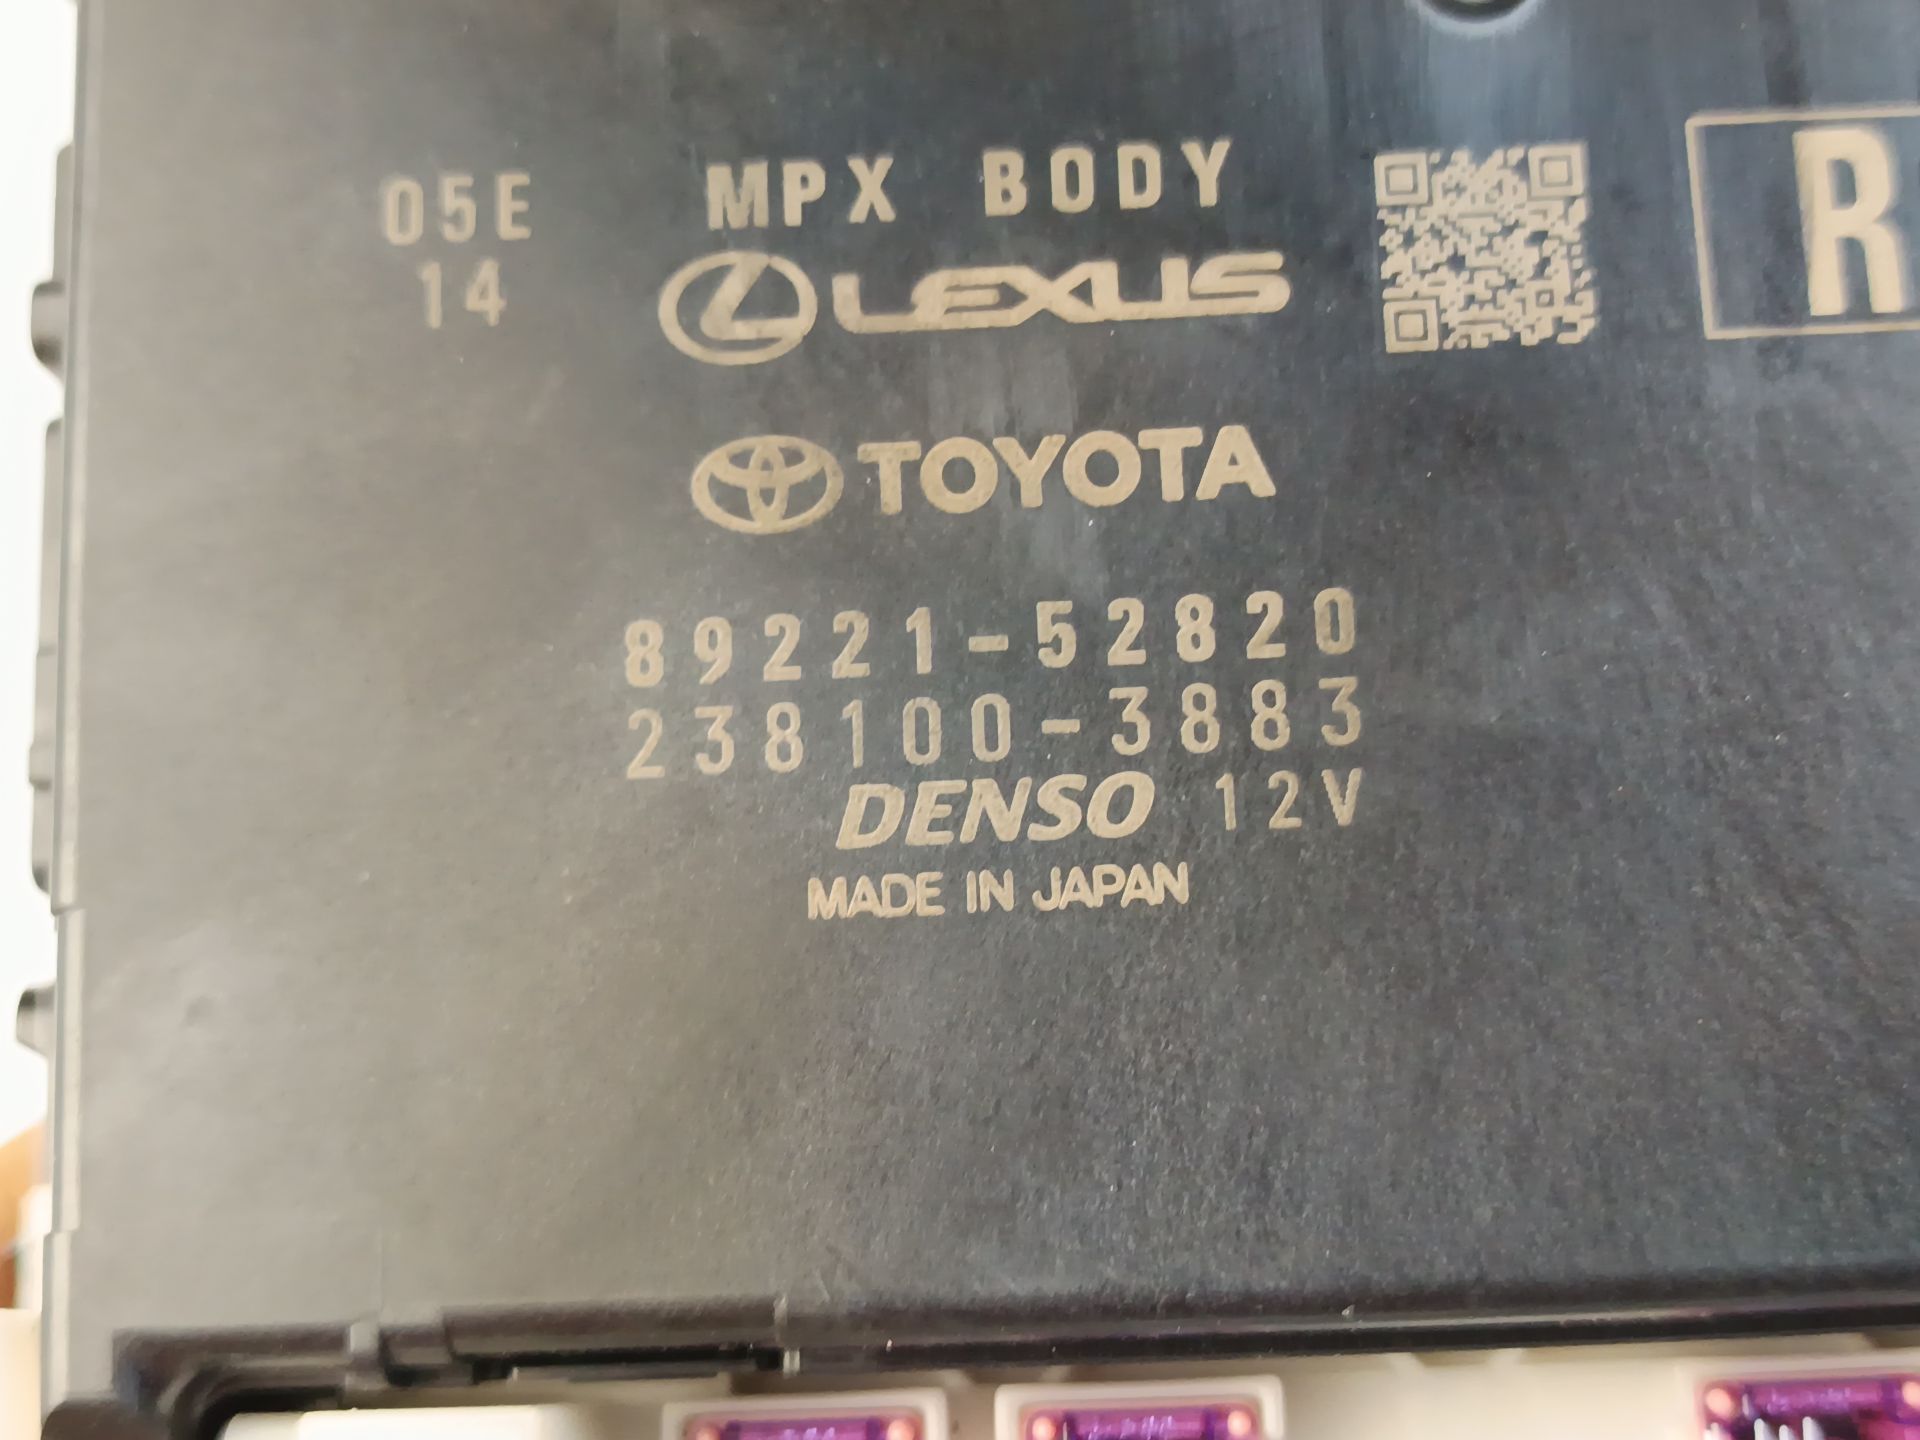 05E
14
MPX BODY
LEXUS
R
TOYOTA
89221-52820
238100-3883
DENSO 12V
MADE IN JAPAN